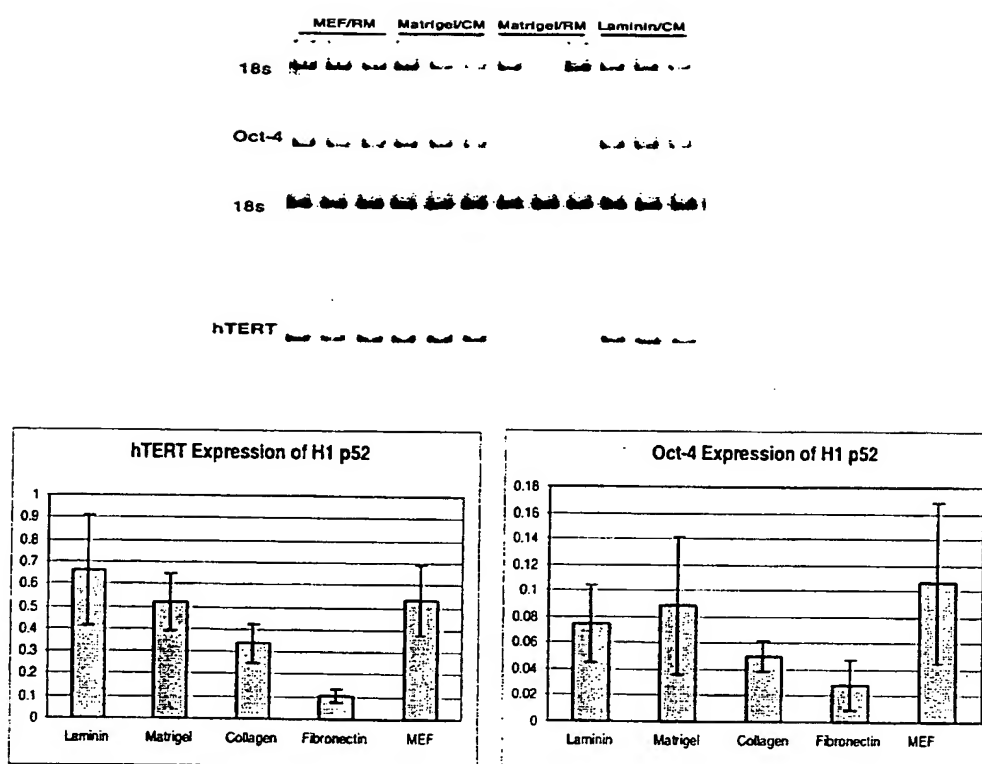 MEF/RM Matrigel/CM Matrigel/RM Laminin/CM
18s
Oct-4
18s
hTERT
hTERT Expression of H1 p52
1
0.9
0.8
0.7
0.6
0.5
0.4
0.3
0.2
0.1
0
Laminin Matrigel Collagen Fibronectin MEF
Oct-4 Expression of H1 p52
0.18
0.16
0.14
0.12
0.1
0.08
0.06
0.04
0.02
0
Laminin Matrigel Collagen Fibronectin MEF